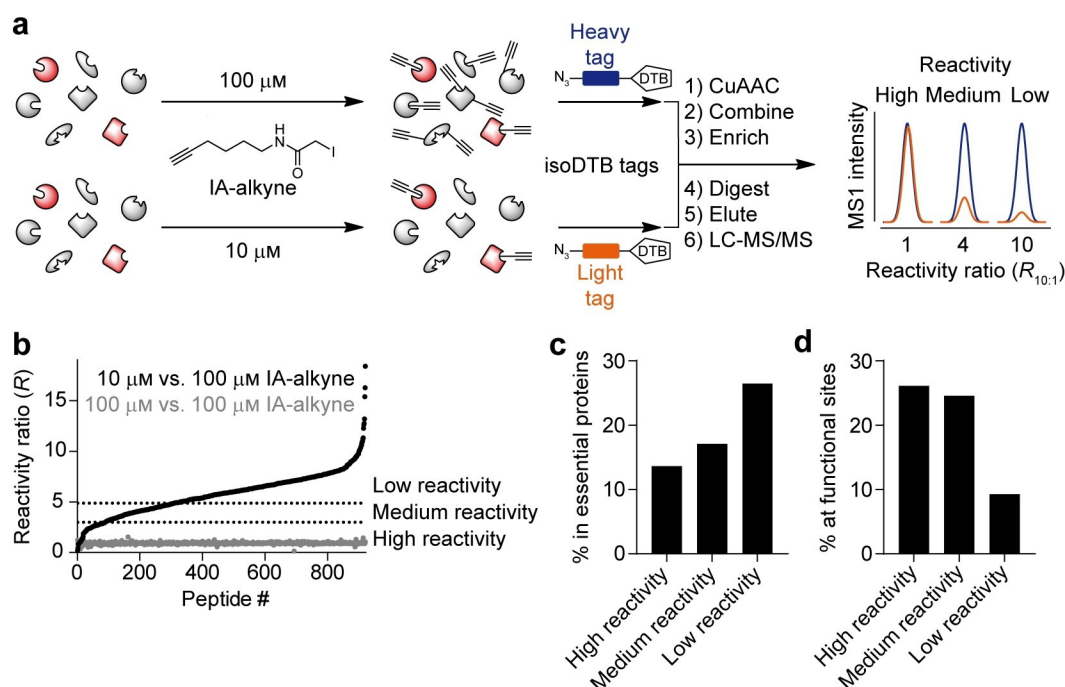 a
100 μM
IA-alkyne
10 μM
H
N
O
I
Heavy
tag
N3
DTB
isoDTB tags
N3
DTB
Light
tag
1) CuAAC
2) Combine
3) Enrich
4) Digest
5) Elute
6) LC-MS/MS
Reactivity
High Medium Low
MS1 intensity
1 4 10
Reactivity ratio (R10:1)
b
Reactivity ratio (R)
15
10
5
0
10 μM vs. 100 μM IA-alkyne
100 μM vs. 100 μM IA-alkyne
Low reactivity
Medium reactivity
High reactivity
0 200 400 600 800
Peptide #
c
% in essential proteins
30
20
10
0
High reactivity
Medium reactivity
Low reactivity
d
% at functional sites
30
20
10
0
High reactivity
Medium reactivity
Low reactivity